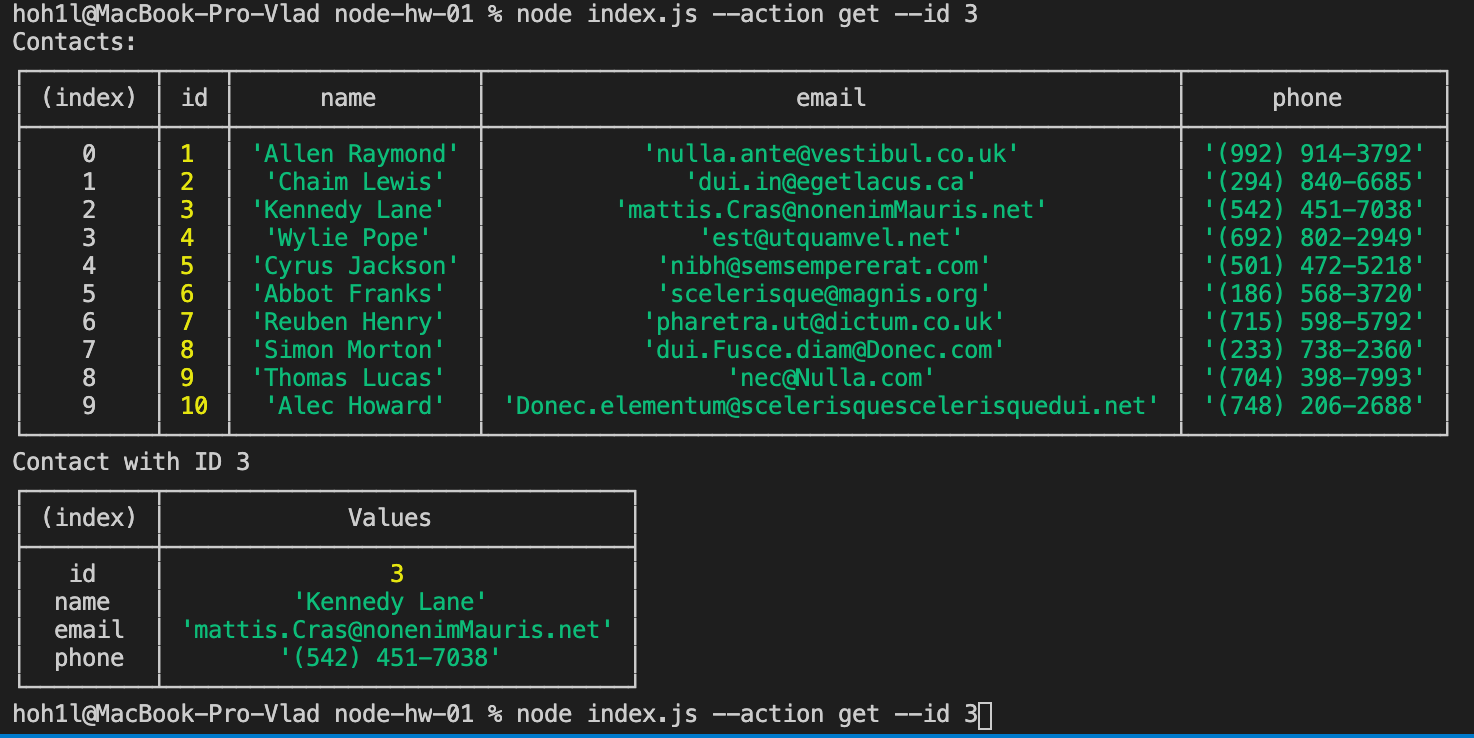 hoh1l@MacBook-Pro-Vlad node-hw-01 % node index.js --action get --id 3
Contacts:
(index) id name email phone
0 1 'Allen Raymond' 'nulla.ante@vestibul.co.uk' '(992) 914-3792'
1 2 'Chaim Lewis' 'dui.in@egetlacus.ca' '(294) 840-6685'
2 3 'Kennedy Lane' 'mattis.Cras@nonenimMauris.net' '(542) 451-7038'
3 4 'Wylie Pope' 'est@utquamvel.net' '(692) 802-2949'
4 5 'Cyrus Jackson' 'nibh@semsempererat.com' '(501) 472-5218'
5 6 'Abbot Franks' 'scelerisque@magnis.org' '(186) 568-3720'
6 7 'Reuben Henry' 'pharetra.ut@dictum.co.uk' '(715) 598-5792'
7 8 'Simon Morton' 'dui.Fusce.diam@Donec.com' '(233) 738-2360'
8 9 'Thomas Lucas' 'nec@Nulla.com' '(704) 398-7993'
9 10 'Alec Howard' 'Donec.elementum@scelerisquescelerisquedui.net' '(748) 206-2688'
Contact with ID 3
(index) Values
id 3
name 'Kennedy Lane'
email 'mattis.Cras@nonenimMauris.net'
phone '(542) 451-7038'
hoh1l@MacBook-Pro-Vlad node-hw-01 % node index.js --action get --id 3